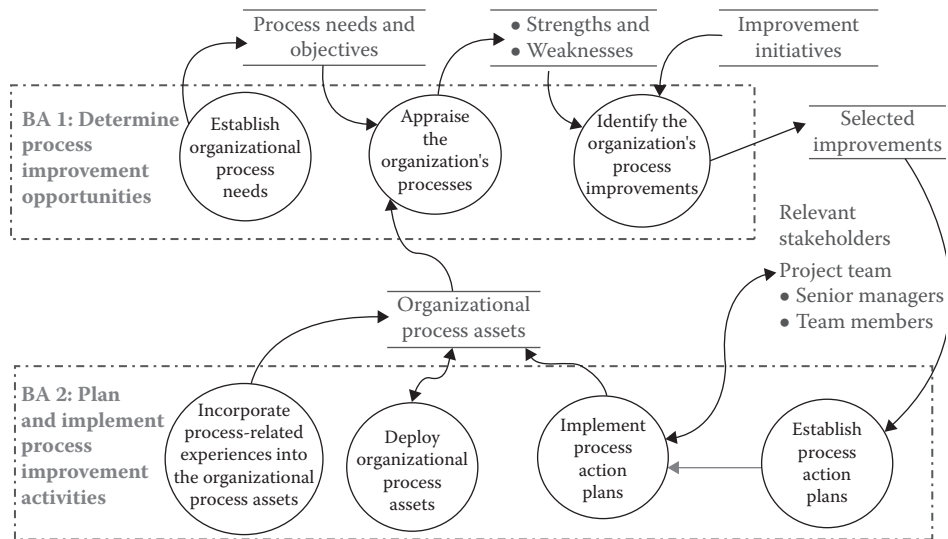 Process needs and
objectives
● Strengths and
● Weaknesses
Improvement
initiatives
BA 1: Determine
process
improvement
opportunities
Establish
organizational
process
needs
Appraise
the
organization's
processes
Identify the
organization's
process
improvements
Selected
improvements
Relevant
stakeholders
Project team
● Senior managers
● Team members
Organizational
process assets
BA 2: Plan
and implement
process
improvement
activities
Incorporate
process-related
experiences into
the organizational
process assets
Deploy
organizational
process
assets
Implement
process
action
plans
Establish
process
action
plans